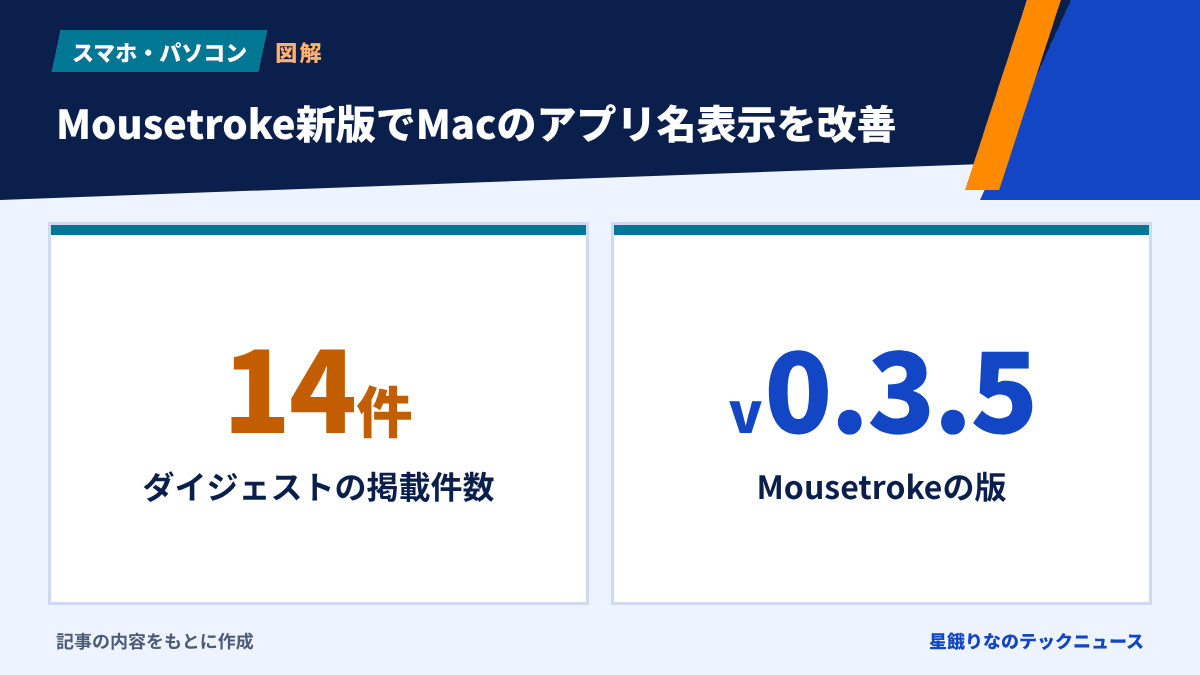 スマホ・パソコン 図解
Mousetroke新版でMacのアプリ名表示を改善
14件
ダイジェストの掲載件数
v0.3.5
Mousetrokeの版
記事の内容をもとに作成
星餓りなのテックニュース